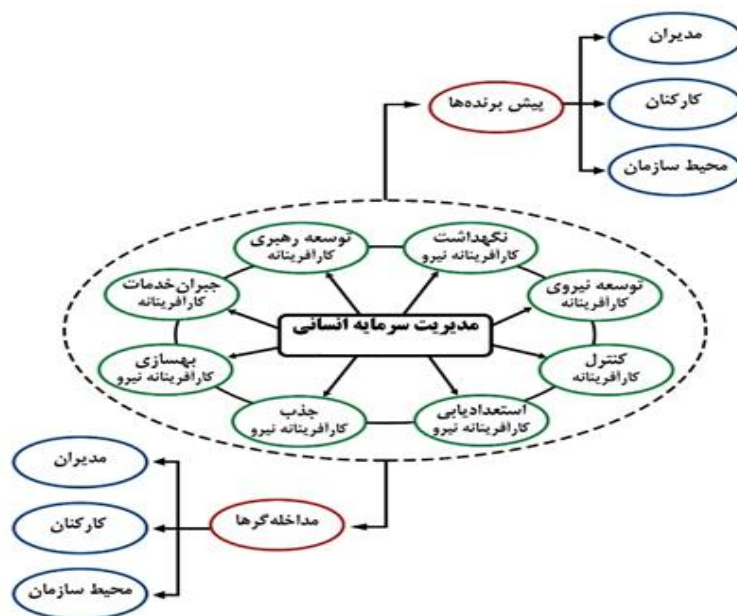 مدیران
پیش برنده‌ها
کارکنان
محیط سازمان
نگهداشت
کارآفرینانه نیرو
توسعه رهبری
کارآفرینانه
توسعه نیروی
کارآفرینانه
جبران‌خدمات
کارآفرینانه
مدیریت سرمایه انسانی
کنترل
کارآفرینانه
بهسازی
کارآفرینانه نیرو
استعدادیابی
کارآفرینانه نیرو
جذب
کارآفرینانه نیرو
مدیران
مداخله‌گرها
کارکنان
محیط سازمان